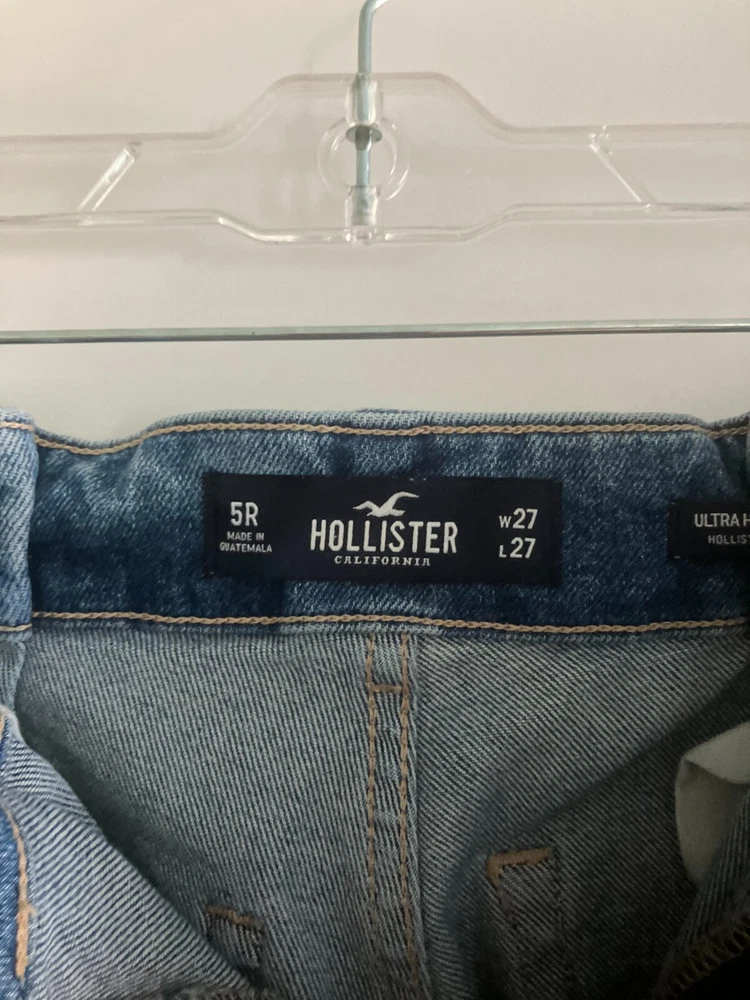 5R
MADE IN
GUATEMALA
HOLLISTER
CALIFORNIA
W27
L27
ULTRA